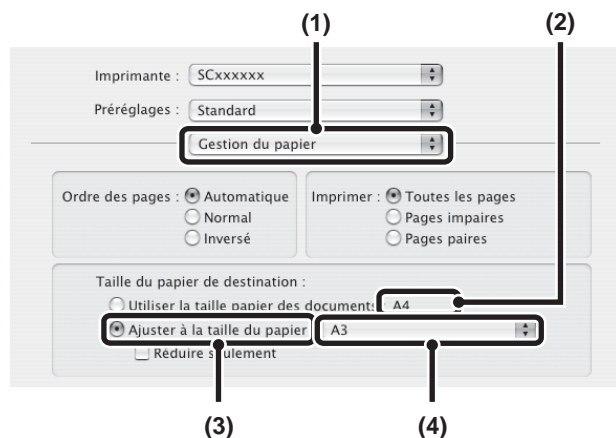 (1) (2)
Imprimante : SCxxxxxx
Préréglages : Standard
Gestion du papier
Ordre des pages : Automatique
Normal
Inversé
Imprimer : Toutes les pages
Pages impaires
Pages paires
Taille du papier de destination :
Utiliser la taille papier des documents : A4
Ajuster à la taille du papier A3
Réduire seulement
(3) (4)